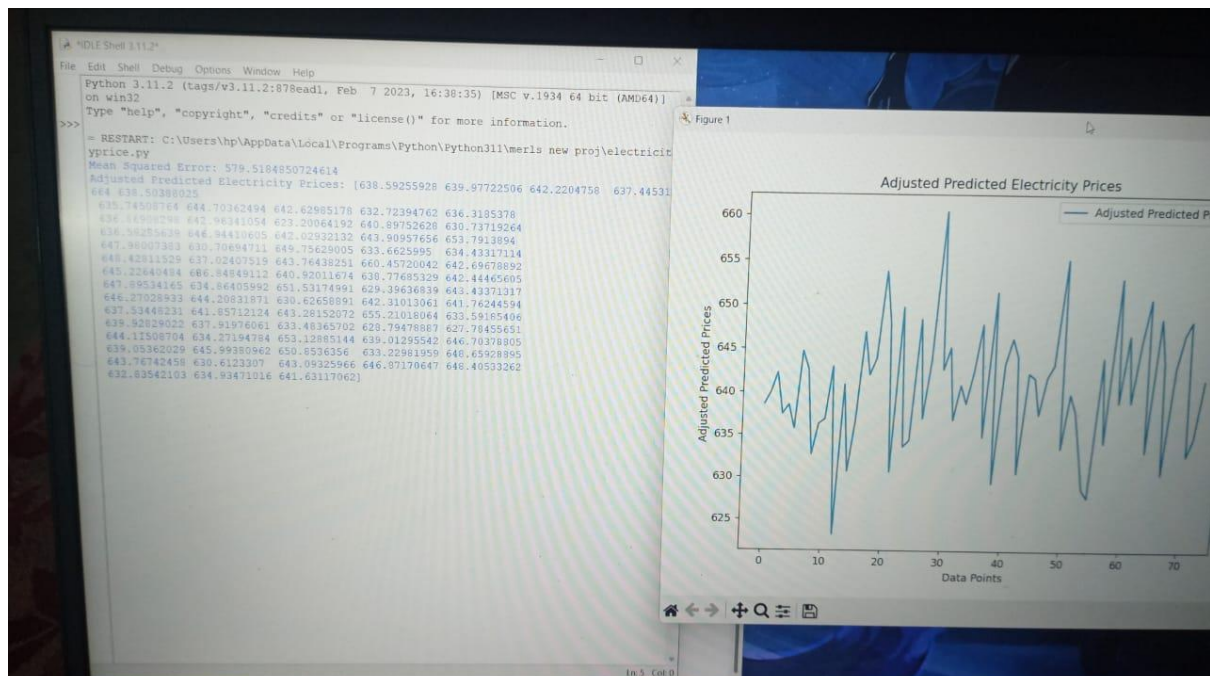 *IDLE Shell 3.11.2*
File Edit Shell Debug Options Window Help
Python 3.11.2 (tags/v3.11.2:878ead1, Feb 7 2023, 16:38:35) [MSC v.1934 64 bit (AMD64)]
on win32
Type "help", "copyright", "credits" or "license()" for more information.
>>>
= RESTART: C:\Users\hp\AppData\Local\Programs\Python\Python311\merls new proj\electricit
yprice.py
Mean Squared Error: 579.5184850724614
Adjusted Predicted Electricity Prices: [638.59255928 639.97722506 642.2204758 637.44531
664 638.50388025
635.74508764 644.70362494 642.62985178 632.72394762 636.3185378
636.86908298 642.96341054 623.20064192 640.89752628 630.73719264
636.58255639 646.94410605 642.02932132 643.90957656 653.7913894
647.98007383 630.70694711 649.75629005 633.6625995 634.43317114
648.42811529 637.02407519 643.76438251 660.45720042 642.69678892
645.22640484 636.84849112 640.92011674 638.77685329 642.44465605
647.89534165 634.86405992 651.53174991 629.39636839 643.43371317
646.27028933 644.20831871 630.62658891 642.31013061 641.76244594
637.53448231 641.85712124 643.28152072 655.21018064 633.59185406
639.92829022 637.91976061 633.48365702 628.79478887 627.78455651
644.11508704 634.27194784 653.12885144 639.01295542 646.70378805
639.05362029 645.99380962 650.8536356 633.22981959 648.65928895
643.76742458 630.6123307 643.09325966 646.87170647 648.40533262
632.83542103 634.93471016 641.63117062]
Ln 5 Col 0
Figure 1
Adjusted Predicted Electricity Prices
Adjusted Predicted P
660
655
650
645
640
635
630
625
Adjusted Predicted Prices
0 10 20 30 40 50 60 70
Data Points